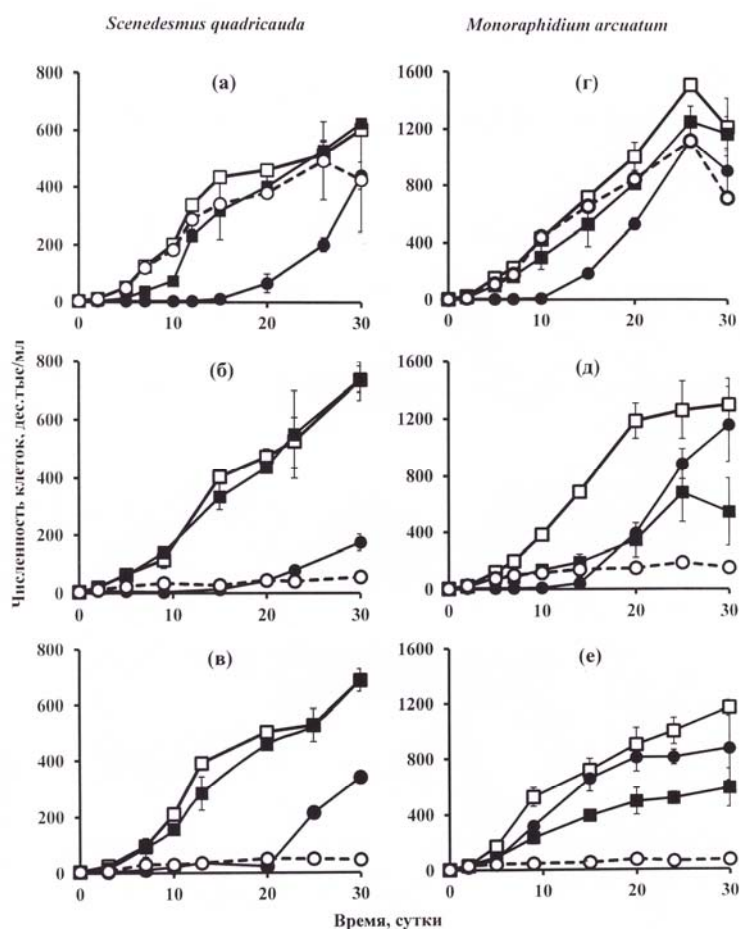 Scenedesmus quadricauda
Monoraphidium arcuatum
Численность клеток, дес.тыс/мл
(а)
800
600
400
200
0
0 10 20 30
(г)
1600
1200
800
400
0
0 10 20 30
(б)
800
600
400
200
0
0 10 20 30
(д)
1600
1200
800
400
0
0 10 20 30
(в)
800
600
400
200
0
0 10 20 30
(е)
1600
1200
800
400
0
0 10 20 30
Время, сутки